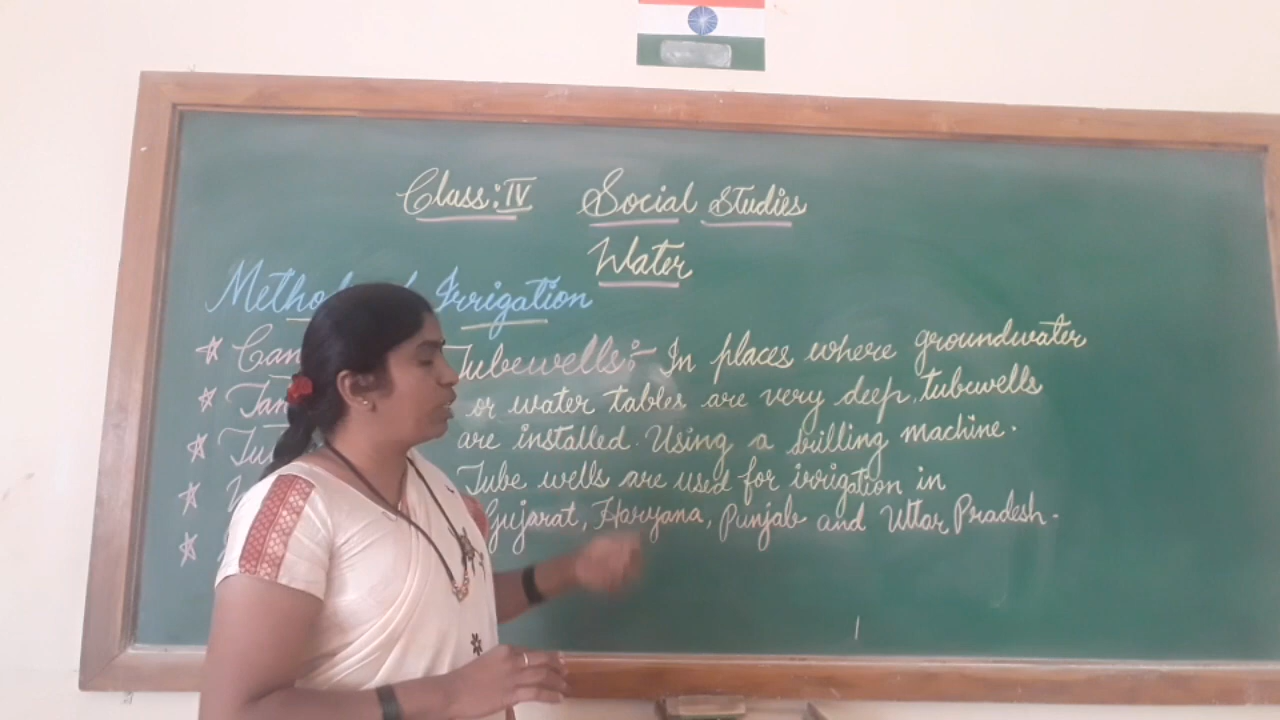 Class: IV Social Studies
Water
Irrigation
Tubewells:- In places where groundwater
or water tables are very deep, tubewells
are installed. Using a drilling machine.
Tube wells are used for irrigation in
Gujarat, Haryana, Punjab and Uttar Pradesh.